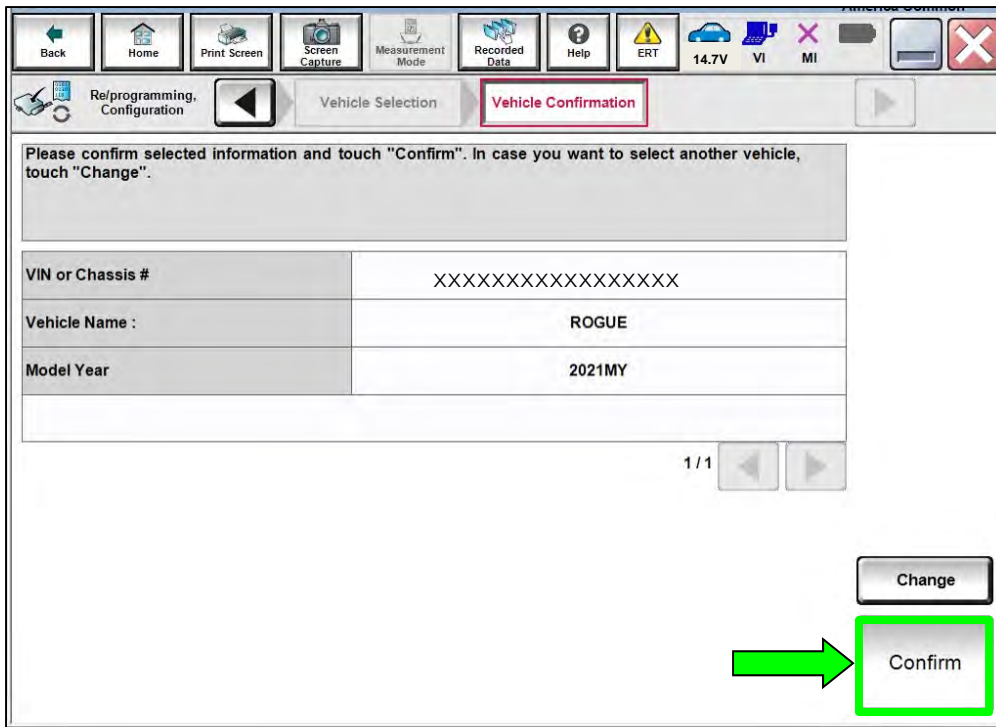 America Common
Back
Home
Print Screen
Screen
Capture
Measurement
Mode
Recorded
Data
Help
ERT
14.7V
VI
MI
Re/programming,
Configuration
Vehicle Selection
Vehicle Confirmation
Please confirm selected information and touch "Confirm". In case you want to select another vehicle,
touch "Change".
VIN or Chassis #
XXXXXXXXXXXXXXXXX
Vehicle Name :
ROGUE
Model Year
2021MY
1 / 1
Change
Confirm